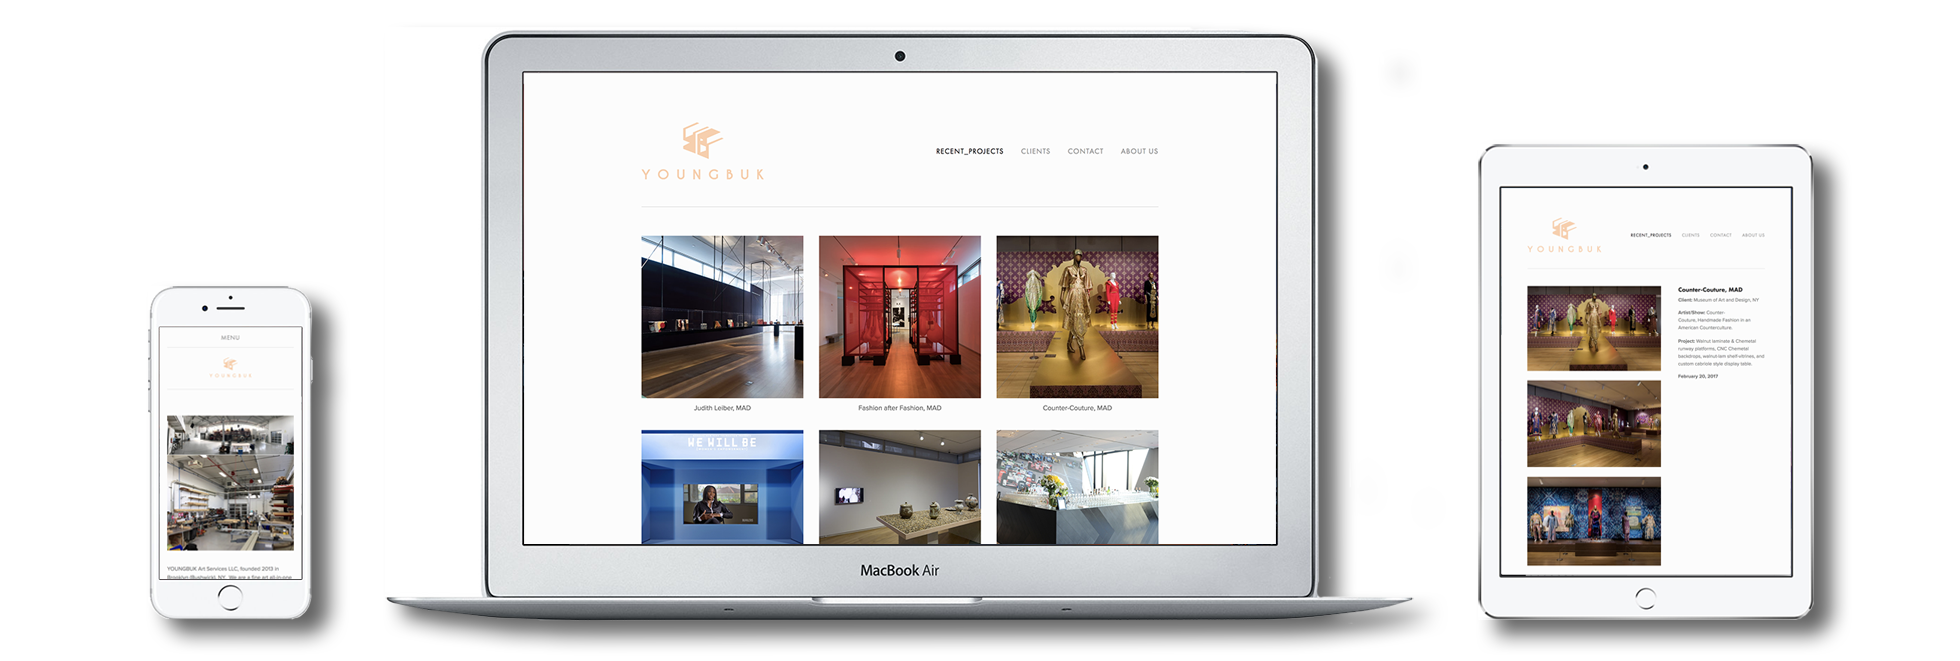 MENU
YOUNGBUK
YOUNGBUK Art Services LLC, founded 2013 in
Brooklyn (Bushwick), NY. We are a fine art all-in-one
YOUNGBUK
RECENT_PROJECTS CLIENTS CONTACT ABOUT US
Judith Leiber, MAD
Fashion after Fashion, MAD
Counter-Couture, MAD
WE WILL BE
MacBook Air
YOUNGBUK
RECENT_PROJECTS CLIENTS CONTACT ABOUT US
Counter-Couture, MAD
Client: Museum of Art and Design, NY
Artist/Show: Counter-
Couture, Handmade Fashion in an
American Counterculture
Project: Walnut laminate & Chemetal
runway platforms, CNC Chemetal
backdrops, walnut lam shelf-vitrines, and
custom cabriole style display table.
February 20, 2017